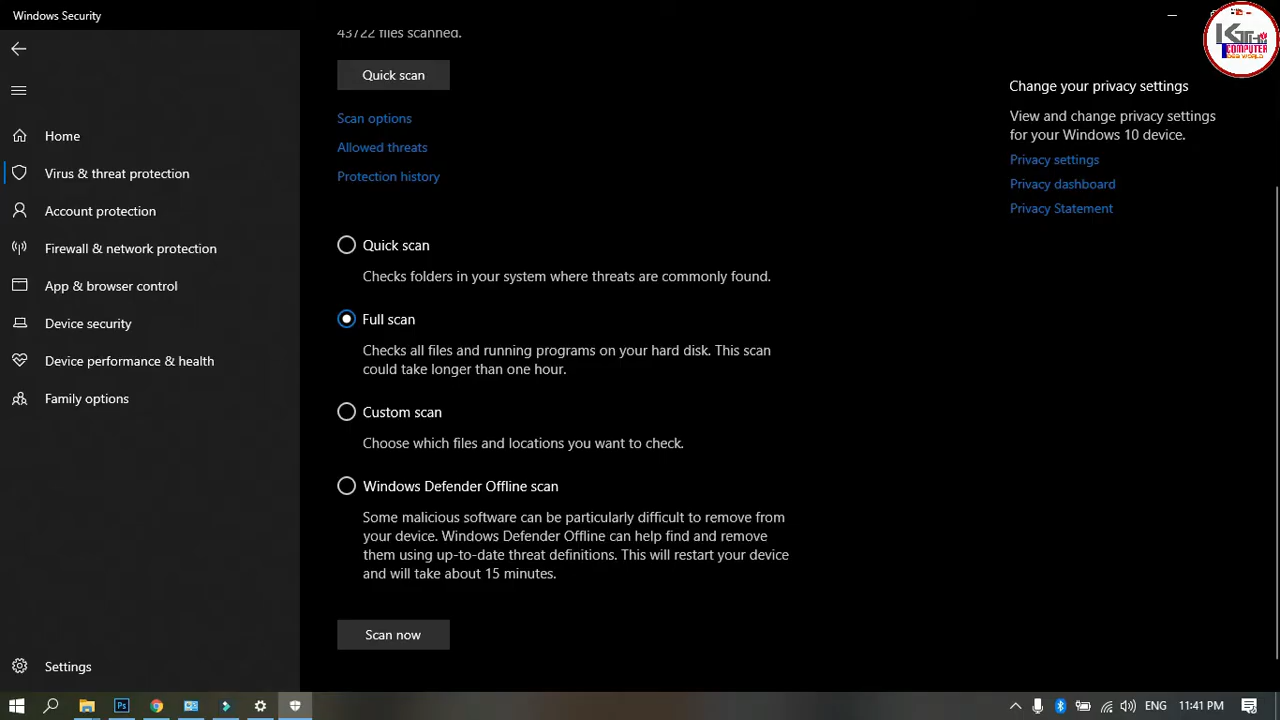 Windows Security
43722 files scanned.
Quick scan
Scan options
Allowed threats
Protection history
Home
Virus & threat protection
Account protection
Firewall & network protection
App & browser control
Device security
Device performance & health
Family options
Settings
Quick scan
Checks folders in your system where threats are commonly found.
Full scan
Checks all files and running programs on your hard disk. This scan
could take longer than one hour.
Custom scan
Choose which files and locations you want to check.
Windows Defender Offline scan
Some malicious software can be particularly difficult to remove from
your device. Windows Defender Offline can help find and remove
them using up-to-date threat definitions. This will restart your device
and will take about 15 minutes.
Scan now
Change your privacy settings
View and change privacy settings
for your Windows 10 device.
Privacy settings
Privacy dashboard
Privacy Statement
COMPUTER
Ps
ENG
11:41 PM